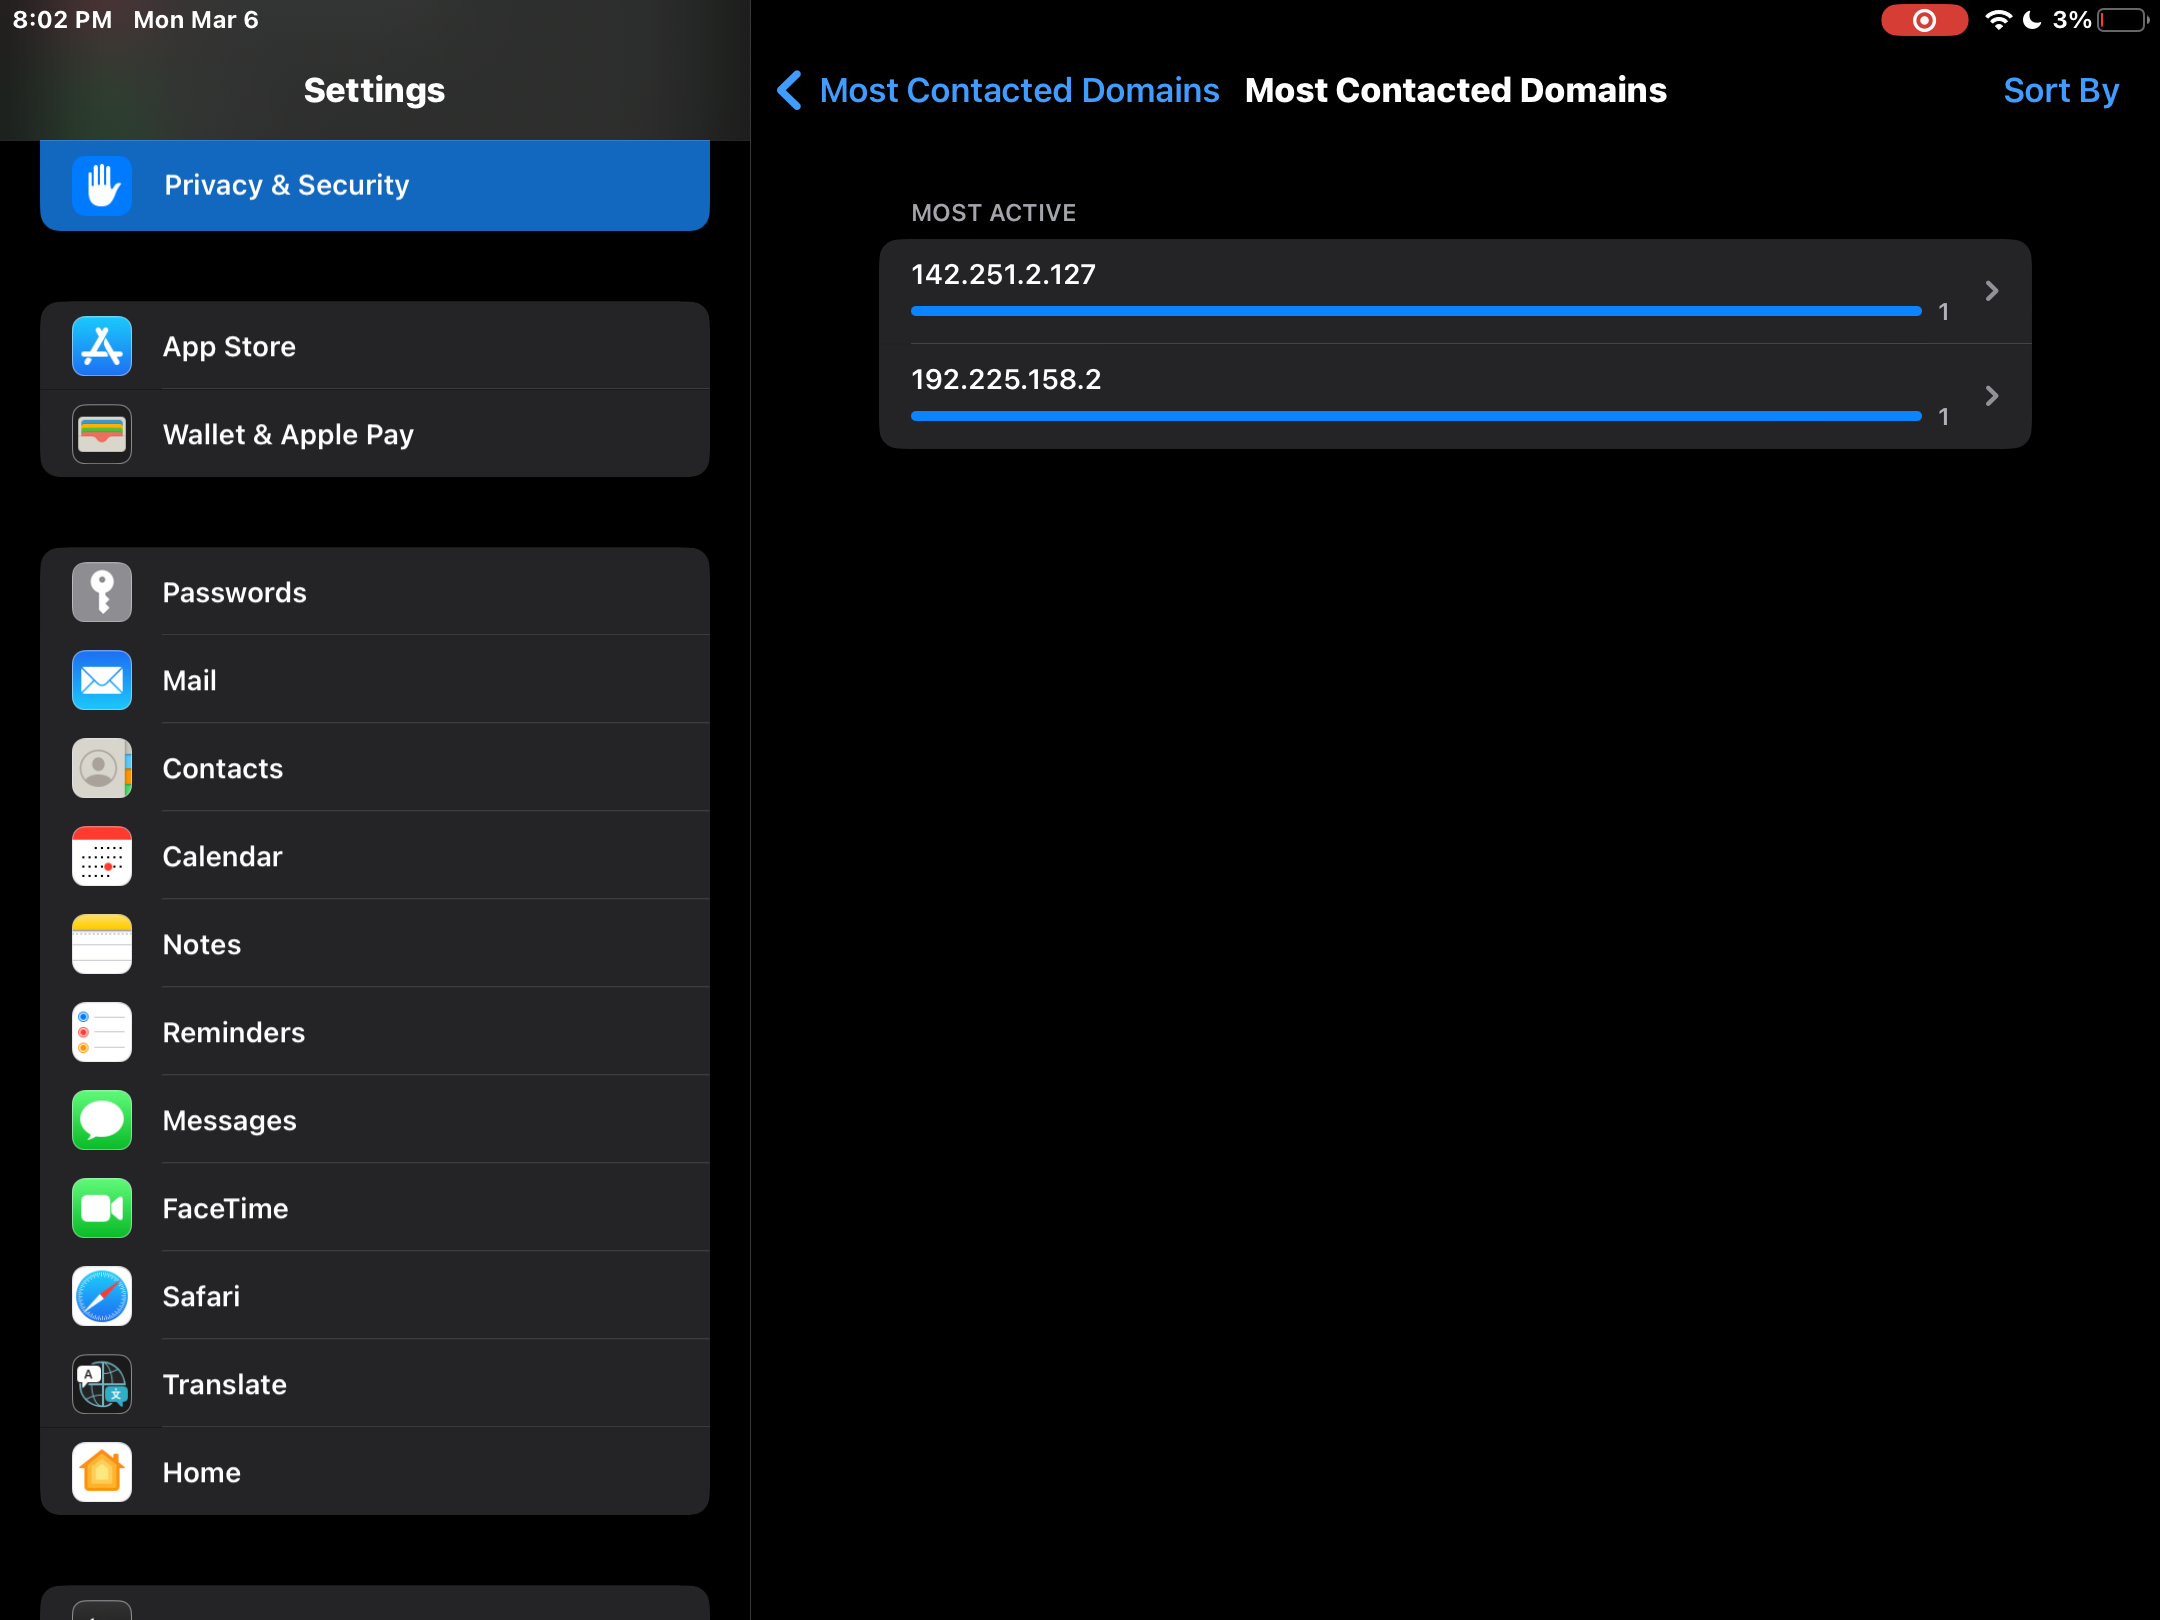 8:02 PM Mon Mar 6
3%
Settings
Privacy & Security
App Store
Wallet & Apple Pay
Passwords
Mail
Contacts
Calendar
Notes
Reminders
Messages
FaceTime
Safari
A
文
Translate
Home
Most Contacted Domains Most Contacted Domains Sort By
MOST ACTIVE
142.251.2.127
1
192.225.158.2
1